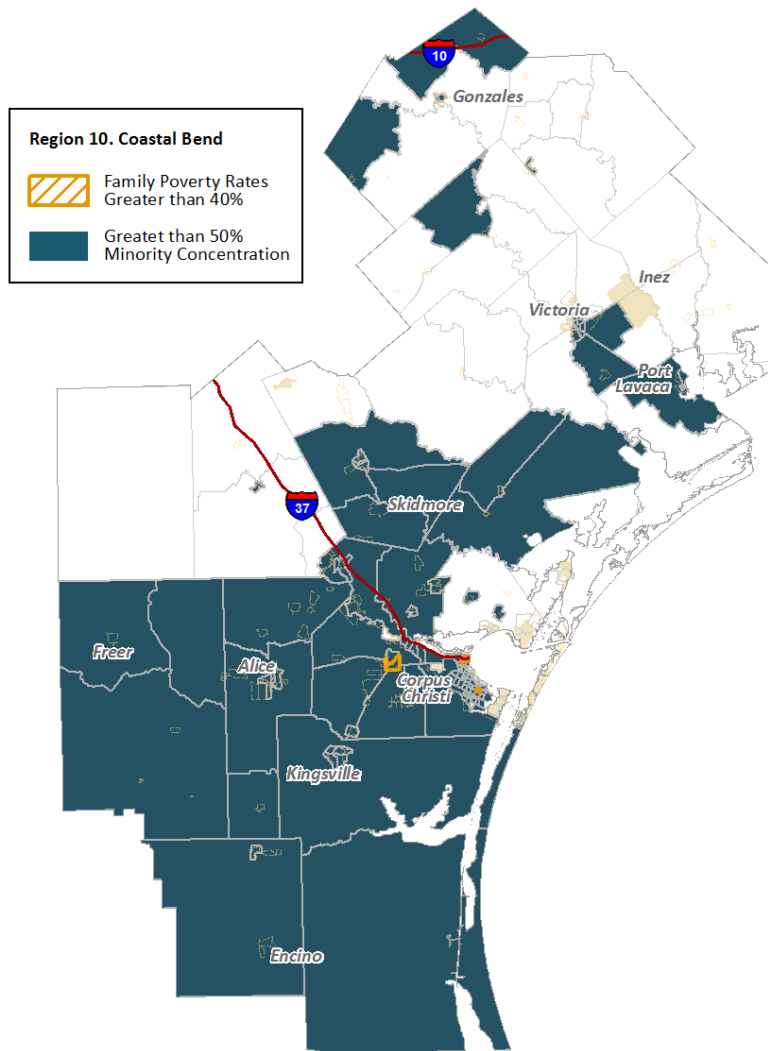 10
Gonzales
Region 10. Coastal Bend
Family Poverty Rates
Greater than 40%
Greatet than 50%
Minority Concentration
Inez
Victoria
Port
Lavaca
37
Skidmore
Freer
Alice
Corpus
Christi
Kingsville
Encino